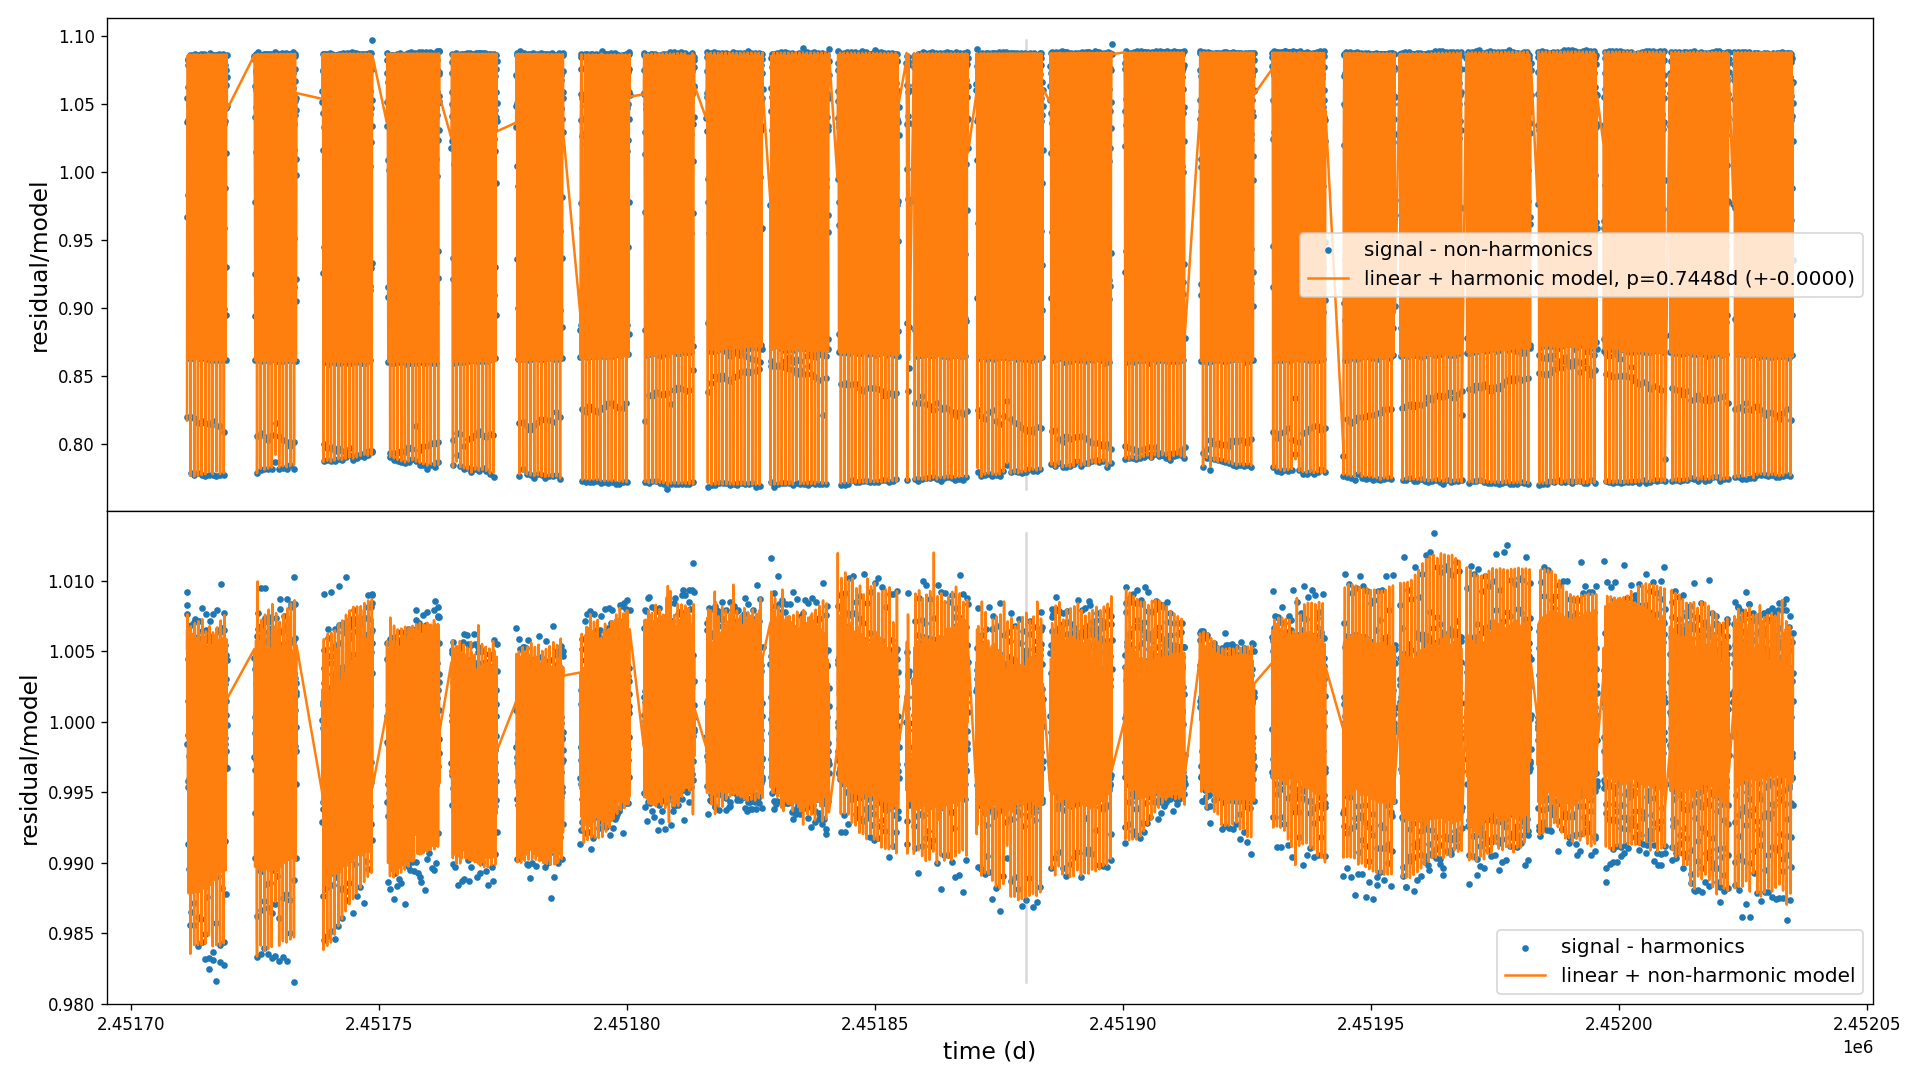 1.10
1.05
1.00
0.95
0.90
0.85
0.80
residual/model
signal - non-harmonics
linear + harmonic model, p=0.7448d (+-0.0000)
1.010
1.005
1.000
0.995
0.990
0.985
0.980
residual/model
signal - harmonics
linear + non-harmonic model
2.45170 2.45175 2.45180 2.45185 2.45190 2.45195 2.45200 2.45205
1e6
time (d)